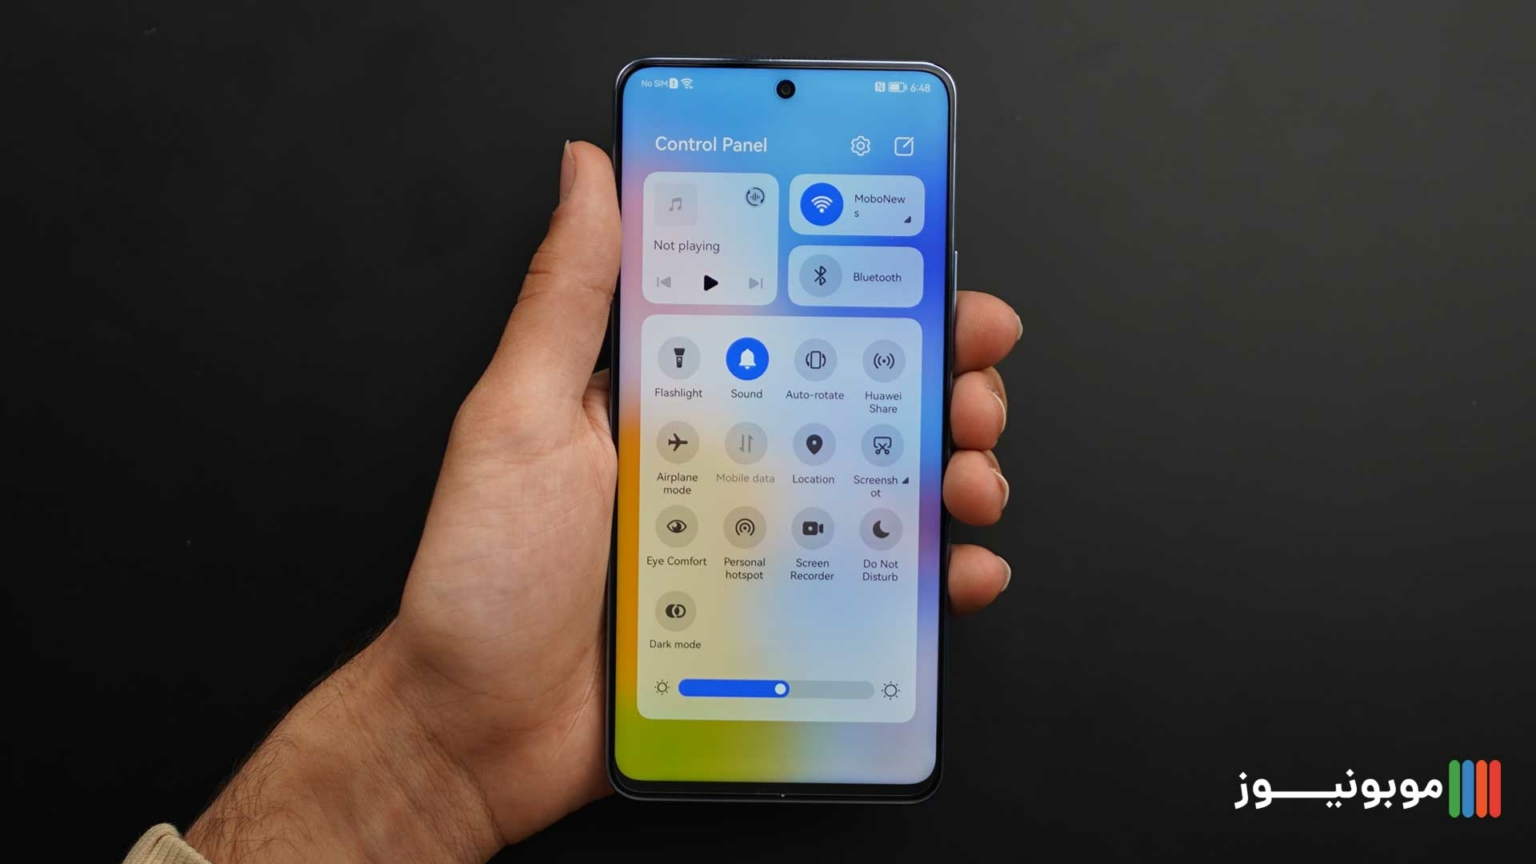 No SIM
6:48
Control Panel
MoboNew
s
Not playing
Bluetooth
Flashlight
Sound
Auto-rotate
Huawei
Share
Airplane
mode
Mobile data
Location
Screensh
ot
Eye Comfort
Personal
hotspot
Screen
Recorder
Do Not
Disturb
Dark mode
موبونیـــوز